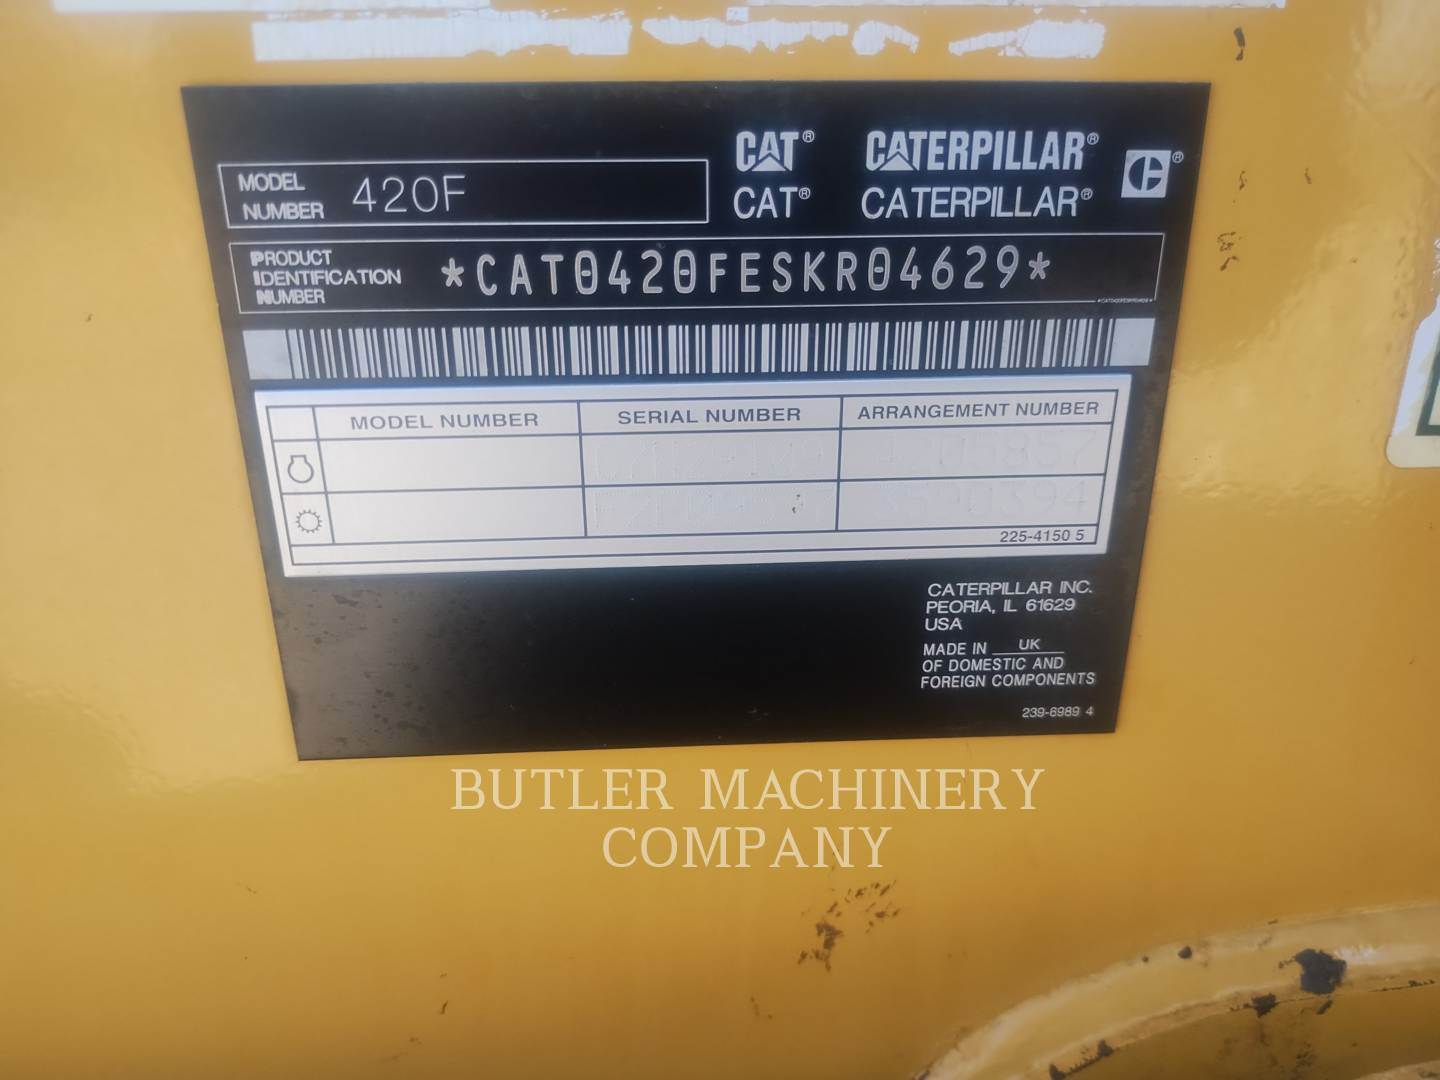 CAT® CATERPILLAR®
MODEL NUMBER 420F
CAT® CATERPILLAR®
PRODUCT IDENTIFICATION NUMBER *CAT0420FESKR04629*
MODEL NUMBER SERIAL NUMBER ARRANGEMENT NUMBER
4205857
3590394
225-4150 5
CATERPILLAR INC.
PEORIA, IL 61629
USA
MADE IN UK
OF DOMESTIC AND
FOREIGN COMPONENTS
239-6989 4
BUTLER MACHINERY
COMPANY